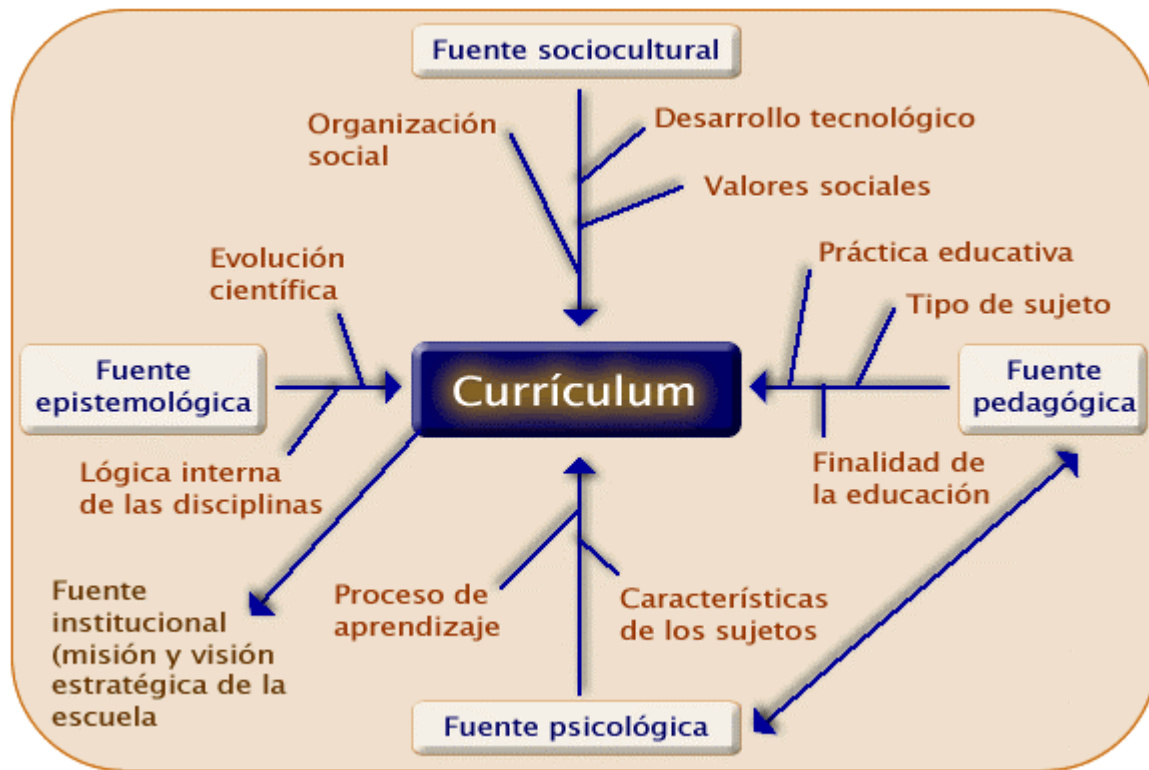 Fuente sociocultural
Organización
social
Desarrollo tecnológico
Valores sociales
Evolución
científica
Práctica educativa
Tipo de sujeto
Fuente
epistemológica
Currículum
Fuente
pedagógica
Lógica interna
de las disciplinas
Finalidad de
la educación
Fuente
institucional
(misión y visión
estratégica de la
escuela
Proceso de
aprendizaje
Características
de los sujetos
Fuente psicológica